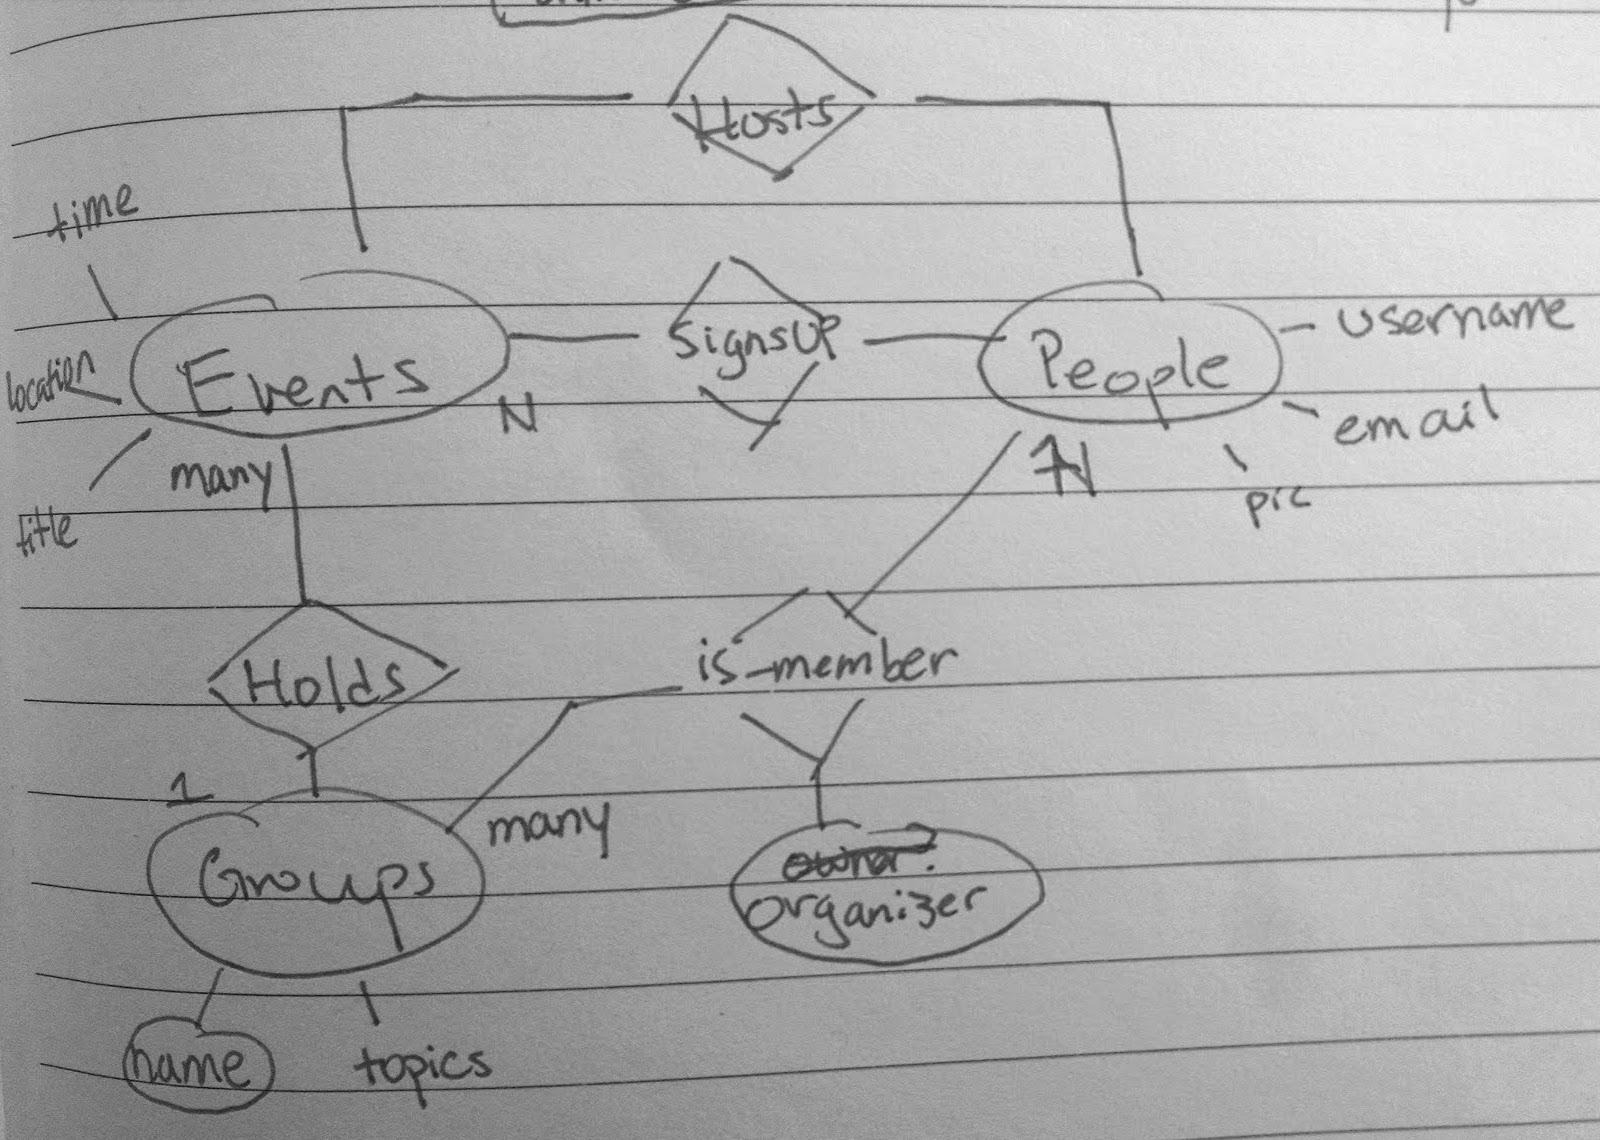 Hosts
time
Events
SignsUP
People
username
location
N
email
many
N
pic
title
Holds
is-member
1
many
Groups
organizer
name
topics